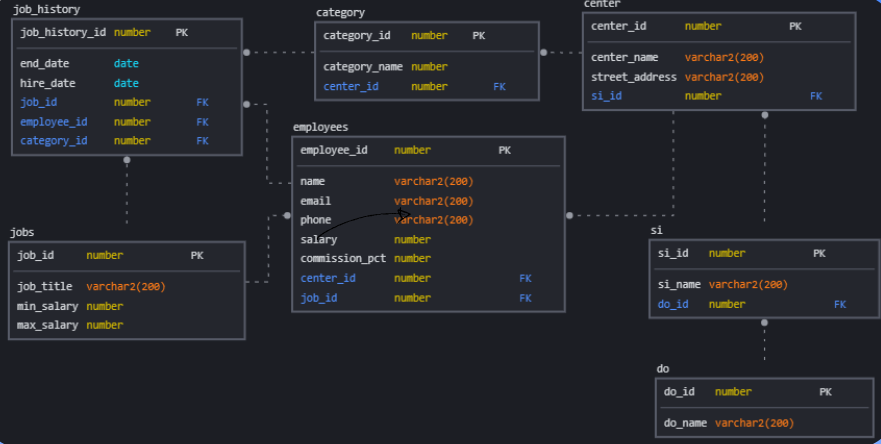 job_history
job_history_id number PK
end_date date
hire_date date
job_id number FK
employee_id number FK
category_id number FK
category
category_id number PK
category_name number
center_id number FK
center
center_id number PK
center_name varchar2(200)
street_address varchar2(200)
si_id number FK
employees
employee_id number PK
name varchar2(200)
email varchar2(200)
phone varchar2(200)
salary number
commission_pct number
center_id number FK
job_id number FK
jobs
job_id number PK
job_title varchar2(200)
min_salary number
max_salary number
si
si_id number PK
si_name varchar2(200)
do_id number FK
do
do_id number PK
do_name varchar2(200)